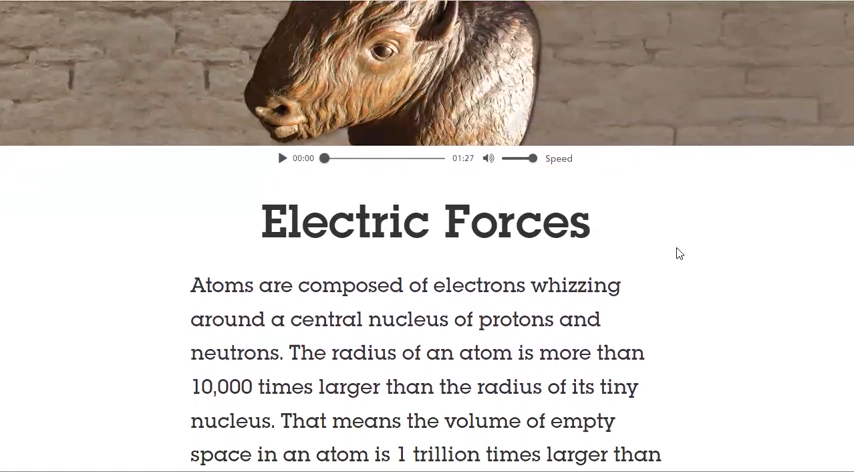 00:00 01:27 Speed
Electric Forces
Atoms are composed of electrons whizzing
around a central nucleus of protons and
neutrons. The radius of an atom is more than
10,000 times larger than the radius of its tiny
nucleus. That means the volume of empty
space in an atom is 1 trillion times larger than